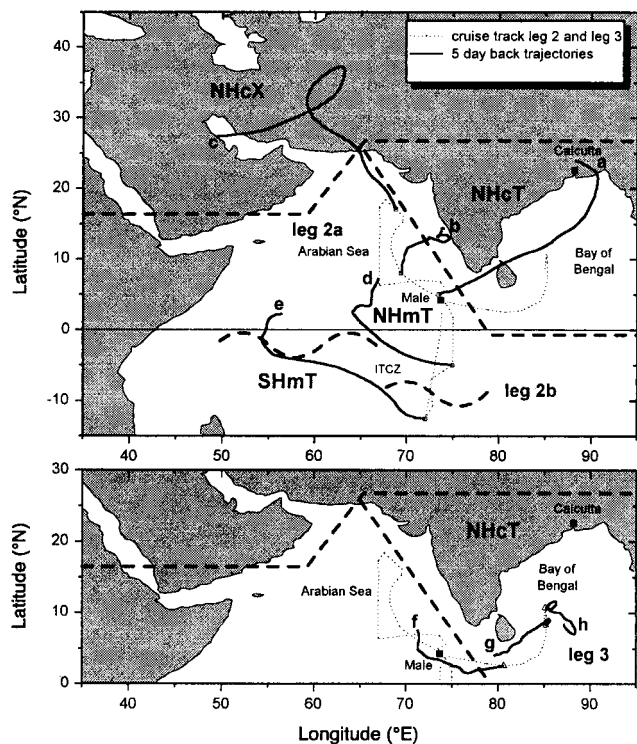 cruise track leg 2 and leg 3
5 day back trajectories
40
30
20
10
0
-10
Latitude (°N)
NHcX
c
Calcutta
a
NHcT
leg 2a
b
Arabian Sea
Bay of
Bengal
d
Male
e
NHmT
ITCZ
SHmT
leg 2b
35 40 50 60 70 80 90
30
20
10
0
Latitude (°N)
NHcT
Calcutta
Arabian Sea
Bay of
Bengal
f
g
h
Male
leg 3
40 50 60 70 80 90
Longitude (°E)